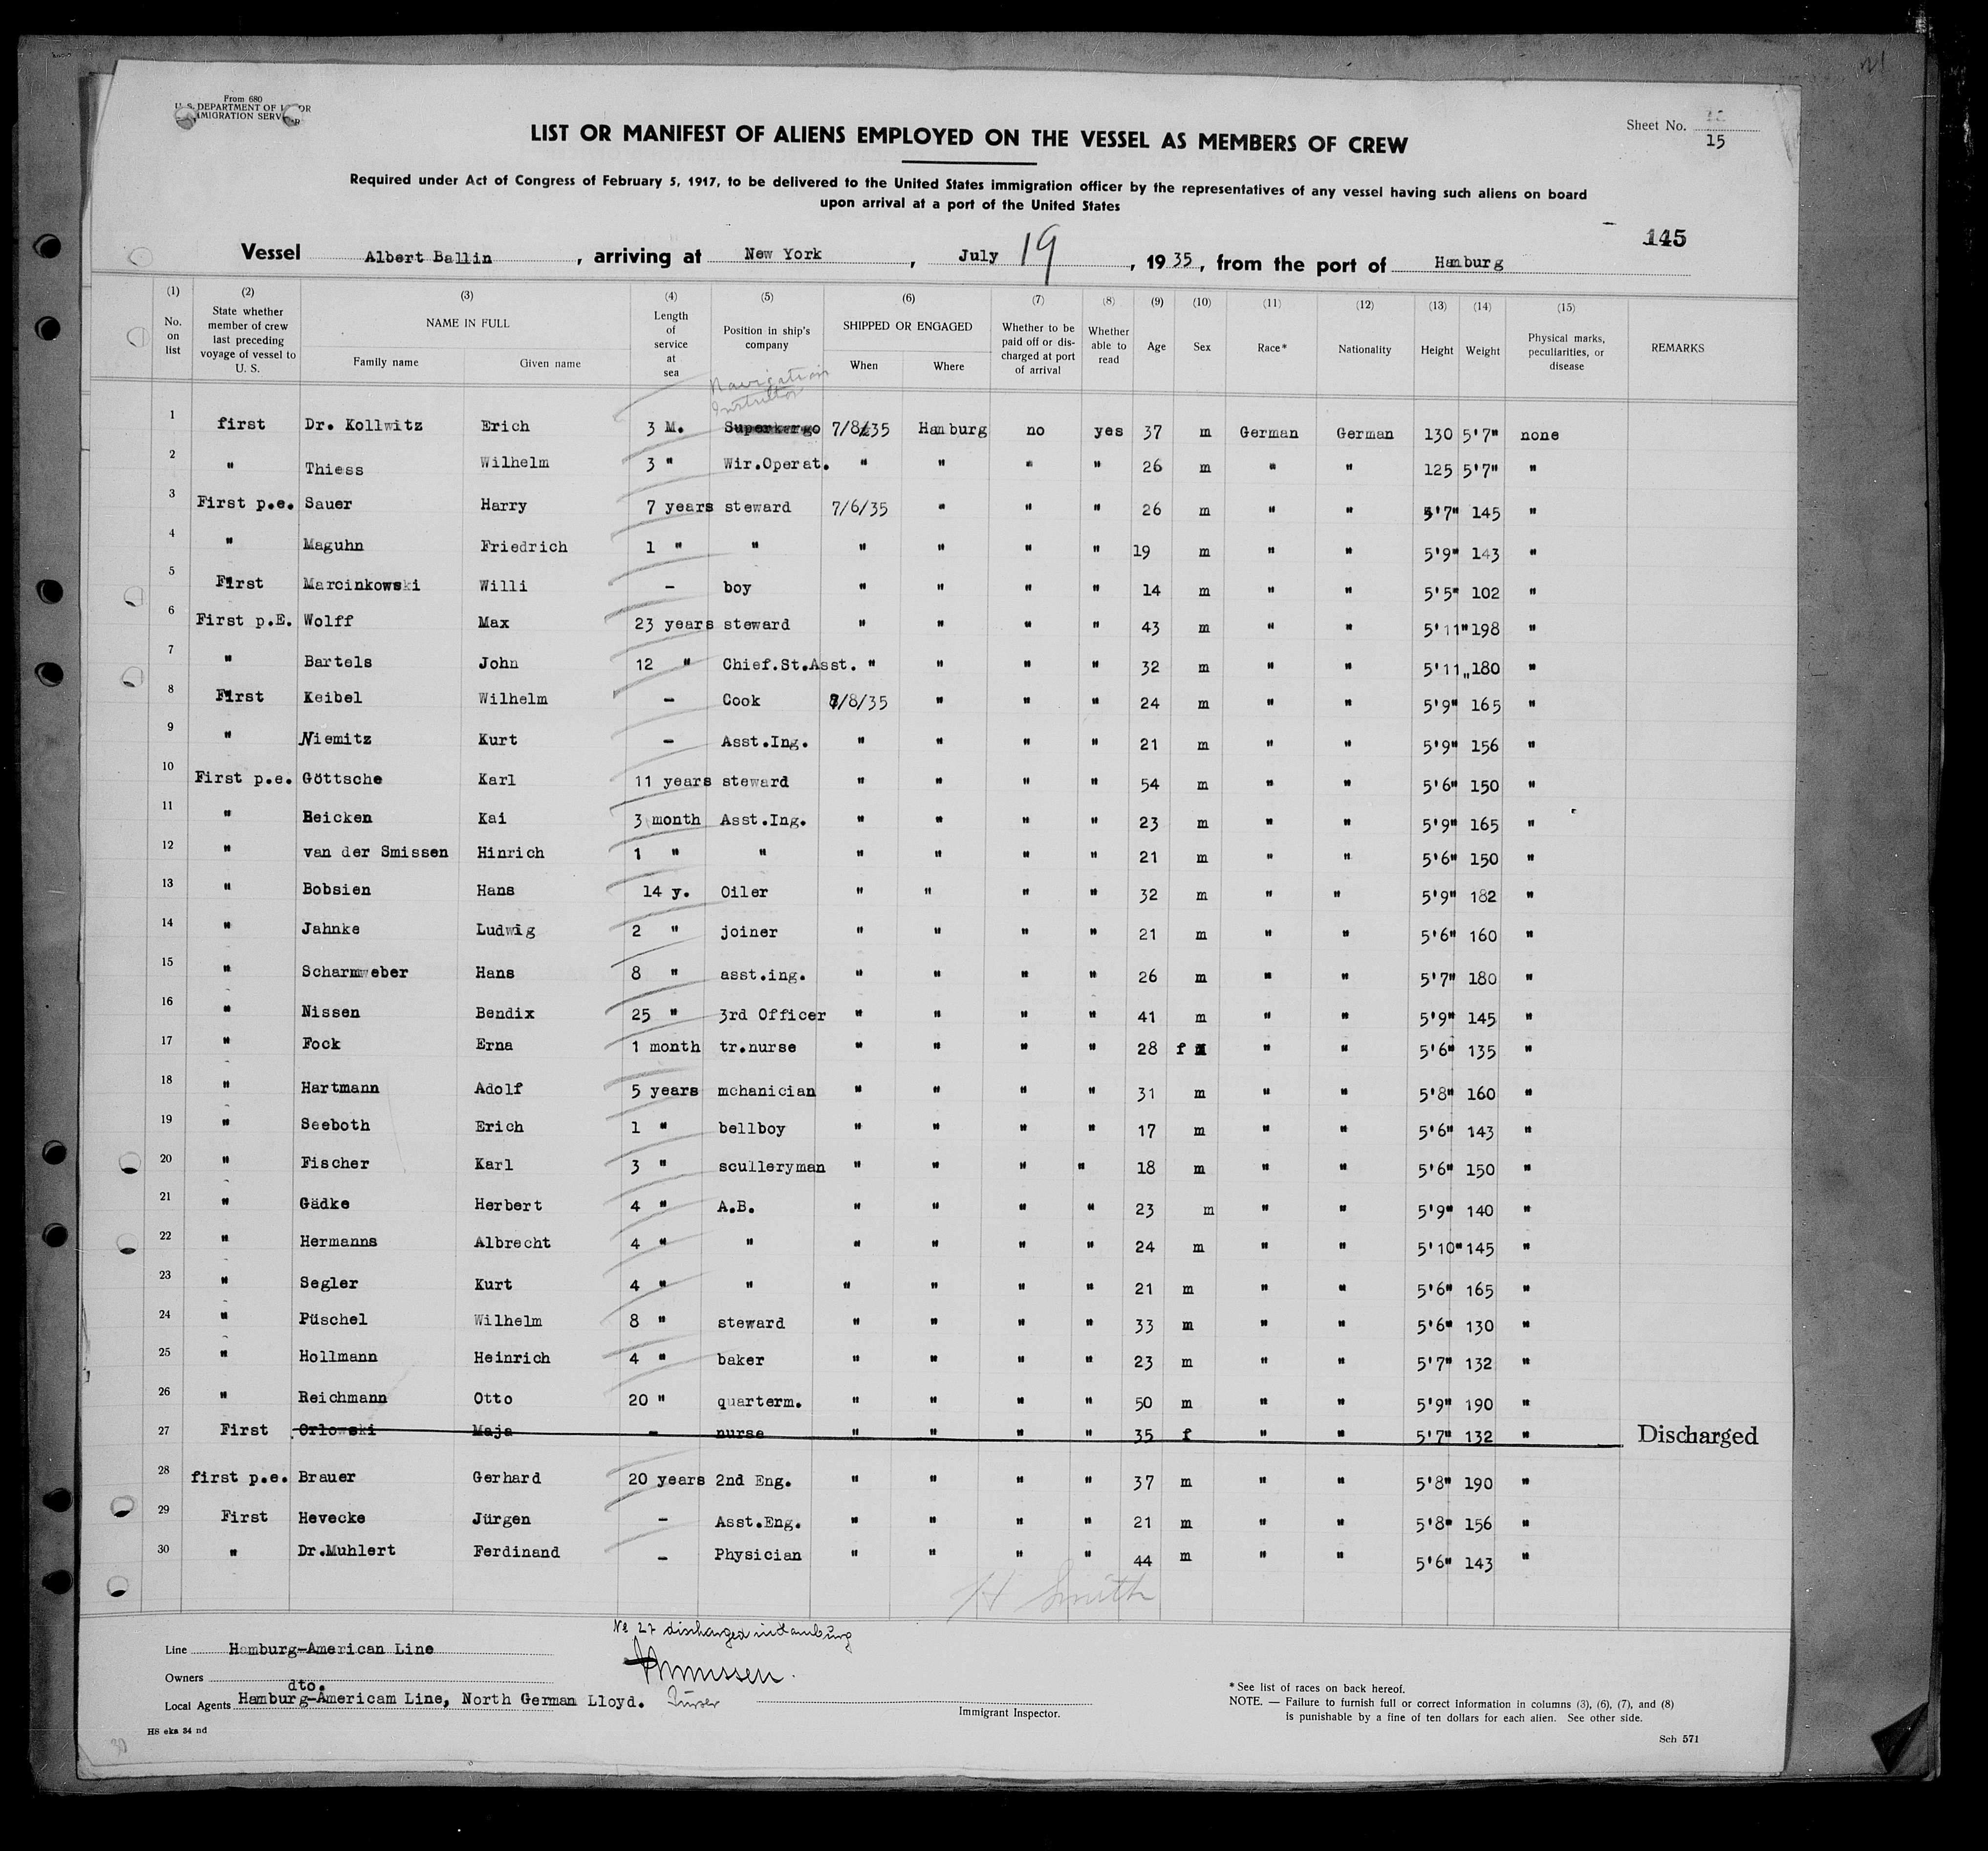 From 680
U. S. DEPARTMENT OF LABOR
IMMIGRATION SERVICE
Sheet No.
15
LIST OR MANIFEST OF ALIENS EMPLOYED ON THE VESSEL AS MEMBERS OF CREW
Required under Act of Congress of February 5, 1917, to be delivered to the United States immigration officer by the representatives of any vessel having such aliens on board
upon arrival at a port of the United States
145
Vessel Albert Ballin, arriving at New York, July 19, 1935, from the port of Hamburg
(1) (2) (3) (4) (5) (6) (7) (8) (9) (10) (11) (12) (13) (14) (15)
No. on list State whether member of crew last preceding voyage of vessel to U. S. NAME IN FULL Family name Given name Length of service at sea Position in ship's company SHIPPED OR ENGAGED When Where Whether to be paid off or discharged at port of arrival Whether able to read Age Sex Race* Nationality Height Weight Physical marks, peculiarities, or disease REMARKS
Navigation
Instruktor
1 first Dr. Kollwitz Erich 3 M. Superkargo 7/8/35 Hamburg no yes 37 m German German 130 5'7" none
2 " Thiess Wilhelm 3 " Wir.Operat. " " " " 26 m " " 125 5'7" "
3 First p.e. Sauer Harry 7 years steward 7/6/35 " " " 26 m " " 5'7" 145 "
4 " Maguhn Friedrich 1 " " " " " " 19 m " " 5'9" 143 "
5 First Marcinkowski Willi - boy " " " " 14 m " " 5'5" 102 "
6 First p.E. Wolff Max 23 years steward " " " " 43 m " " 5'11" 198 "
7 " Bartels John 12 " Chief.St.Asst. " " " " 32 m " " 5'11" 180 "
8 First Keibel Wilhelm - Cook 7/8/35 " " " 24 m " " 5'9" 165 "
9 " Niemitz Kurt - Asst.Ing. " " " " 21 m " " 5'9" 156 "
10 First p.e. Göttsche Karl 11 years steward " " " " 54 m " " 5'6" 150 "
11 " Beicken Kai 3 month Asst.Ing. " " " " 23 m " " 5'9" 165 "
12 " van der Smissen Hinrich 1 " " " " " " 21 m " " 5'6" 150 "
13 " Bobsien Hans 14 y. Oiler " " " " 32 m " " 5'9" 182 "
14 " Jahnke Ludwig 2 " joiner " " " " 21 m " " 5'6" 160 "
15 " Scharmweber Hans 8 " asst.ing. " " " " 26 m " " 5'7" 180 "
16 " Nissen Bendix 25 " 3rd Officer " " " " 41 m " " 5'9" 145 "
17 " Fock Erna 1 month tr.nurse " " " " 28 f " " 5'6" 135 "
18 " Hartmann Adolf 5 years mchanician " " " " 31 m " " 5'8" 160 "
19 " Seeboth Erich 1 " bellboy " " " " 17 m " " 5'6" 143 "
20 " Fischer Karl 3 " sculleryman " " " " 18 m " " 5'6" 150 "
21 " Gädke Herbert 4 " A.B. " " " " 23 m " " 5'9" 140 "
22 " Hermanns Albrecht 4 " " " " " " 24 m " " 5'10" 145 "
23 " Segler Kurt 4 " " " " " " 21 m " " 5'6" 165 "
24 " Püschel Wilhelm 8 " steward " " " " 33 m " " 5'6" 130 "
25 " Hollmann Heinrich 4 " baker " " " " 23 m " " 5'7" 132 "
26 " Reichmann Otto 20 " quarterm. " " " " 50 m " " 5'9" 190 "
27 First Orlowski Maja - nurse " " " " 35 f " " 5'7" 132 " Discharged
28 first p.e. Brauer Gerhard 20 years 2nd Eng. " " " " 37 m " " 5'8" 190 "
29 First Hevecke Jürgen - Asst.Eng. " " " " 21 m " " 5'8" 156 "
30 " Dr.Muhlert Ferdinand - Physician " " " " 44 m " " 5'6" 143 "
H Smith
No 27 discharged in Hamburg
Line Hamburg-American Line
Owners dto.
Local Agents Hamburg-Americam Line, North German Lloyd.
Immigrant Inspector.
* See list of races on back hereof.
NOTE. — Failure to furnish full or correct information in columns (3), (6), (7), and (8)
is punishable by a fine of ten dollars for each alien. See other side.
HS eka 34 nd
Sch 571
30